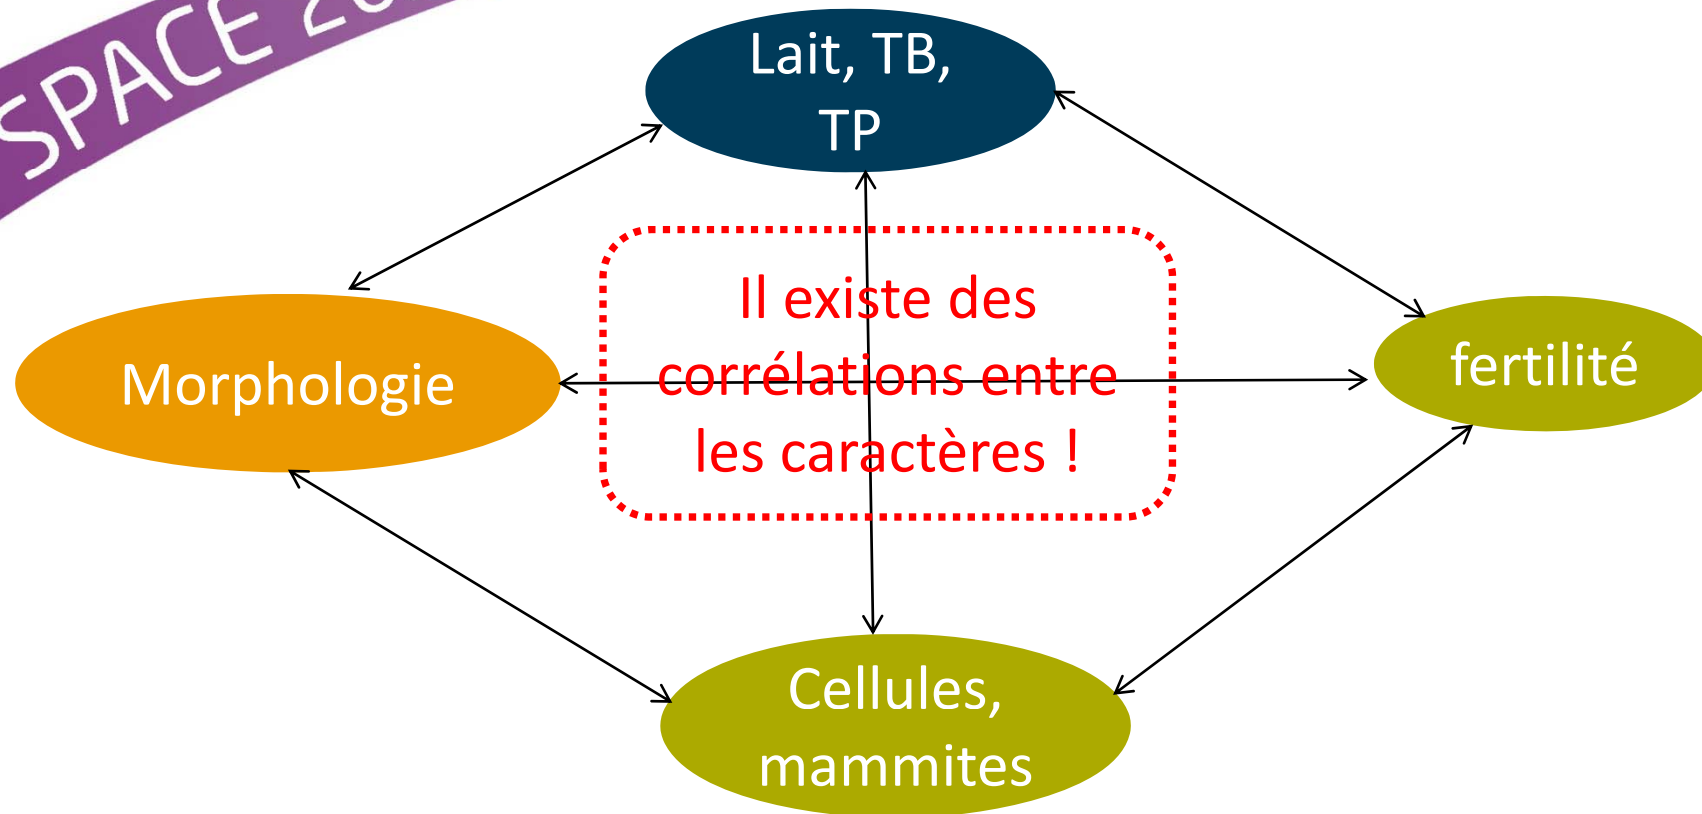 SPACE
Lait, TB,
TP
Il existe des
corrélations entre
les caractères !
Morphologie
fertilité
Cellules,
mammites